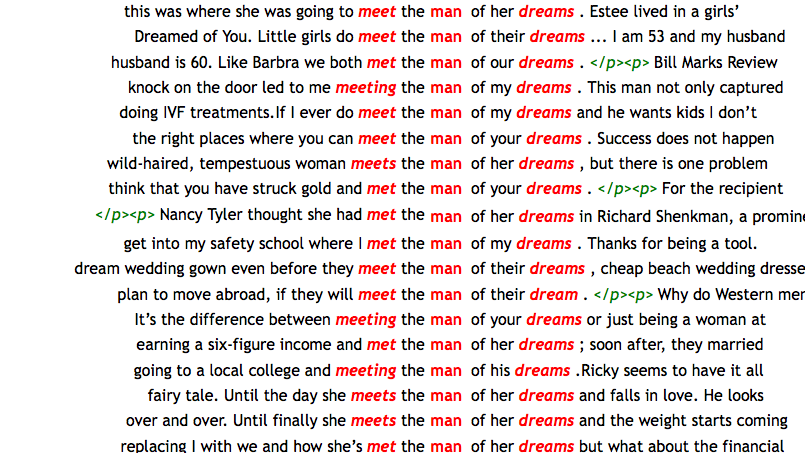 this was where she was going to meet the man of her dreams . Estee lived in a girls’
Dreamed of You. Little girls do meet the man of their dreams ... I am 53 and my husband
husband is 60. Like Barbra we both met the man of our dreams . </p><p> Bill Marks Review
knock on the door led to me meeting the man of my dreams . This man not only captured
doing IVF treatments.If I ever do meet the man of my dreams and he wants kids I don’t
the right places where you can meet the man of your dreams . Success does not happen
wild-haired, tempestuous woman meets the man of her dreams , but there is one problem
think that you have struck gold and met the man of your dreams . </p><p> For the recipient
</p><p> Nancy Tyler thought she had met the man of her dreams in Richard Shenkman, a promine
get into my safety school where I met the man of my dreams . Thanks for being a tool.
dream wedding gown even before they meet the man of their dreams , cheap beach wedding dresse
plan to move abroad, if they will meet the man of their dream . </p><p> Why do Western men
It’s the difference between meeting the man of your dreams or just being a woman at
earning a six-figure income and met the man of her dreams ; soon after, they married
going to a local college and meeting the man of his dreams .Ricky seems to have it all
fairy tale. Until the day she meets the man of her dreams and falls in love. He looks
over and over. Until finally she meets the man of her dreams and the weight starts coming
replacing I with we and how she’s met the man of her dreams but what about the financial